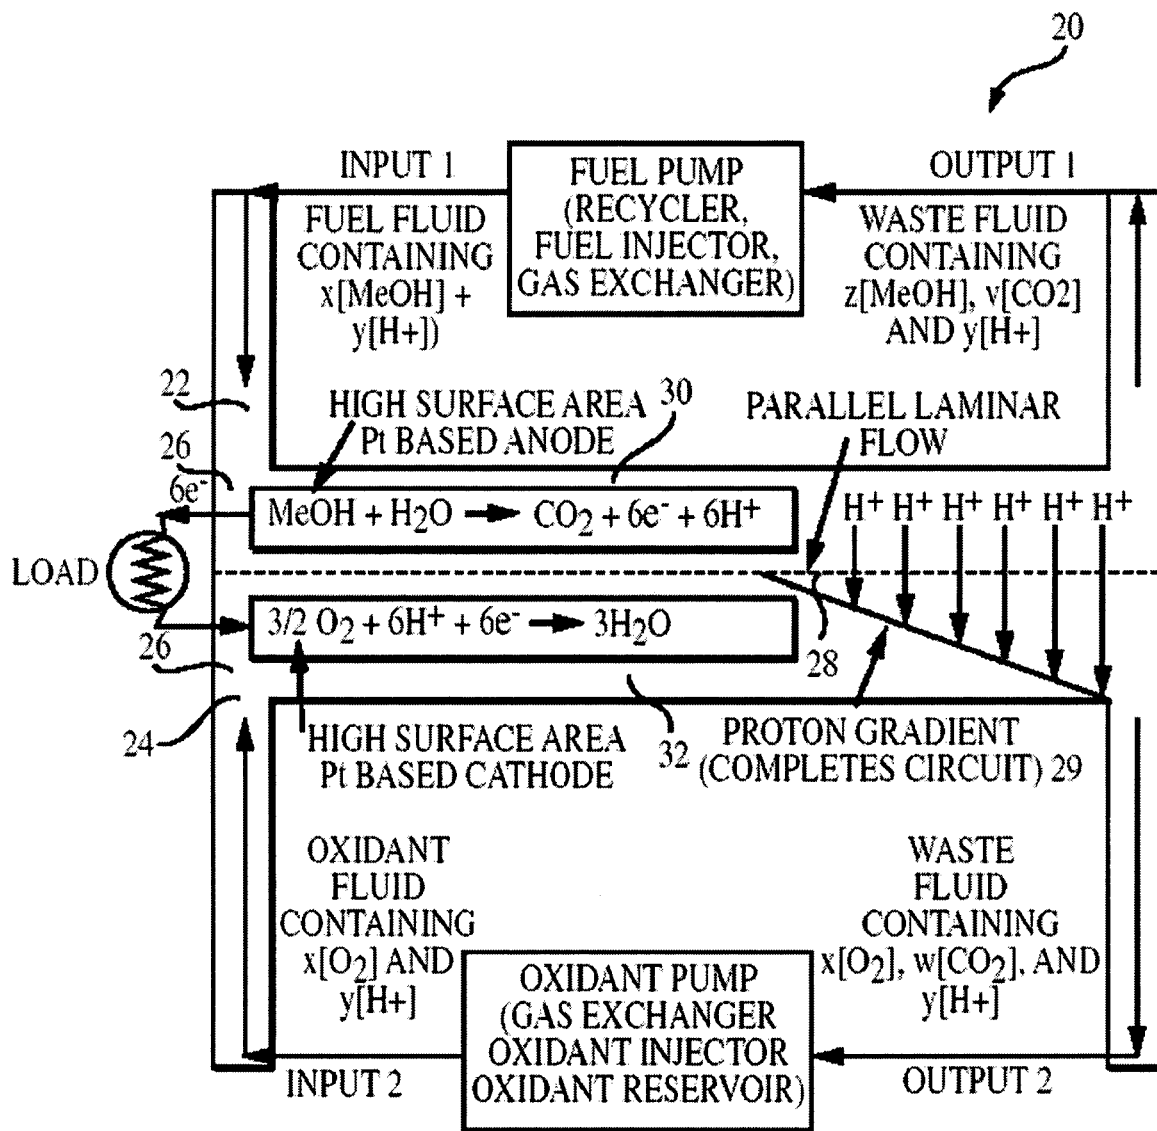 20
INPUT 1
FUEL PUMP
(RECYCLER,
FUEL INJECTOR,
GAS EXCHANGER)
OUTPUT 1
FUEL FLUID
CONTAINING
x[MeOH] +
y[H+])
WASTE FLUID
CONTAINING
z[MeOH], v[CO2]
AND y[H+]
22
HIGH SURFACE AREA
Pt BASED ANODE
30
PARALLEL LAMINAR
FLOW
26
6e-
MeOH + H2O → CO2 + 6e- + 6H+
H+ H+ H+ H+ H+ H+
LOAD
3/2 O2 + 6H+ + 6e- → 3H2O
28
26
24
HIGH SURFACE AREA
Pt BASED CATHODE
32
PROTON GRADIENT
(COMPLETES CIRCUIT) 29
OXIDANT
FLUID
CONTAINING
x[O2] AND
y[H+]
WASTE
FLUID
CONTAINING
x[O2], w[CO2], AND
y[H+]
OXIDANT PUMP
(GAS EXCHANGER
OXIDANT INJECTOR
OXIDANT RESERVOIR)
INPUT 2
OUTPUT 2